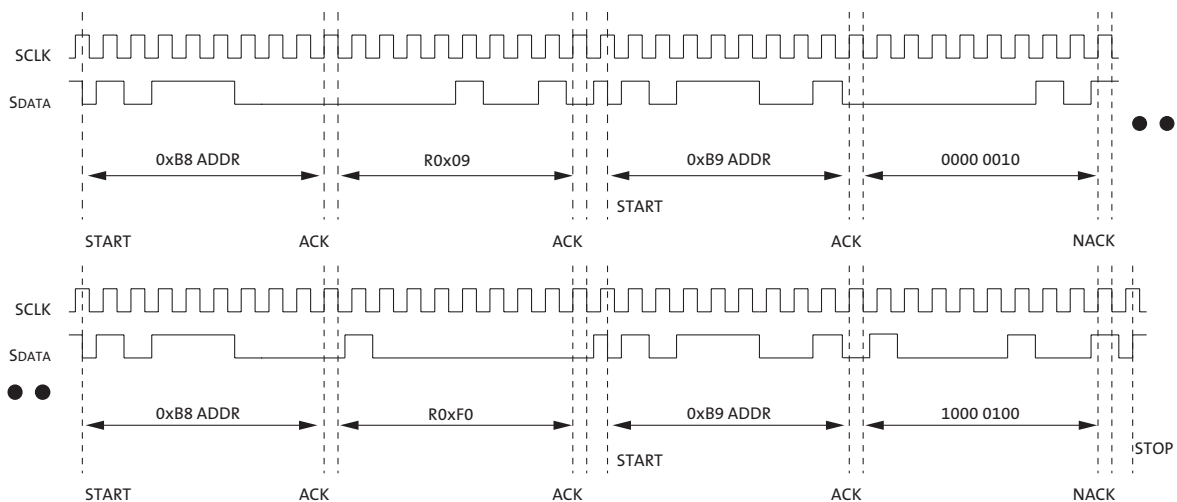 SCLK
SDATA
0xB8 ADDR R0x09 0xB9 ADDR 0000 0010
START
START ACK ACK ACK NACK
SCLK
SDATA
0xB8 ADDR R0xF0 0xB9 ADDR 1000 0100
START STOP
START ACK ACK ACK NACK